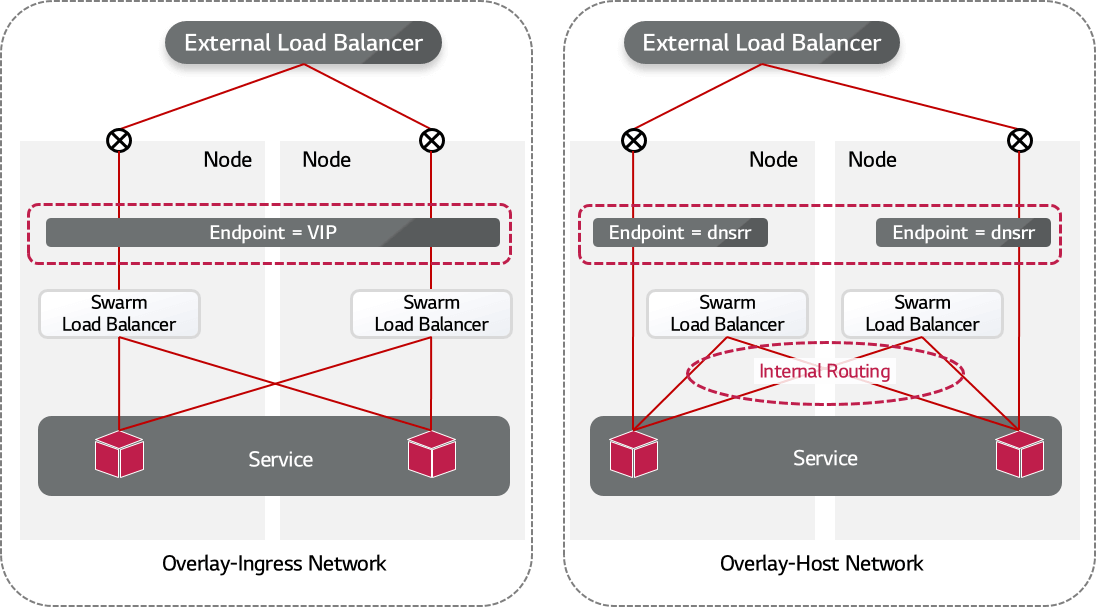 External Load Balancer
Node
Node
Endpoint = VIP
Swarm
Load Balancer
Swarm
Load Balancer
Service
Overlay-Ingress Network
External Load Balancer
Node
Node
Endpoint = dnsrr
Endpoint = dnsrr
Swarm
Load Balancer
Swarm
Load Balancer
Internal Routing
Service
Overlay-Host Network